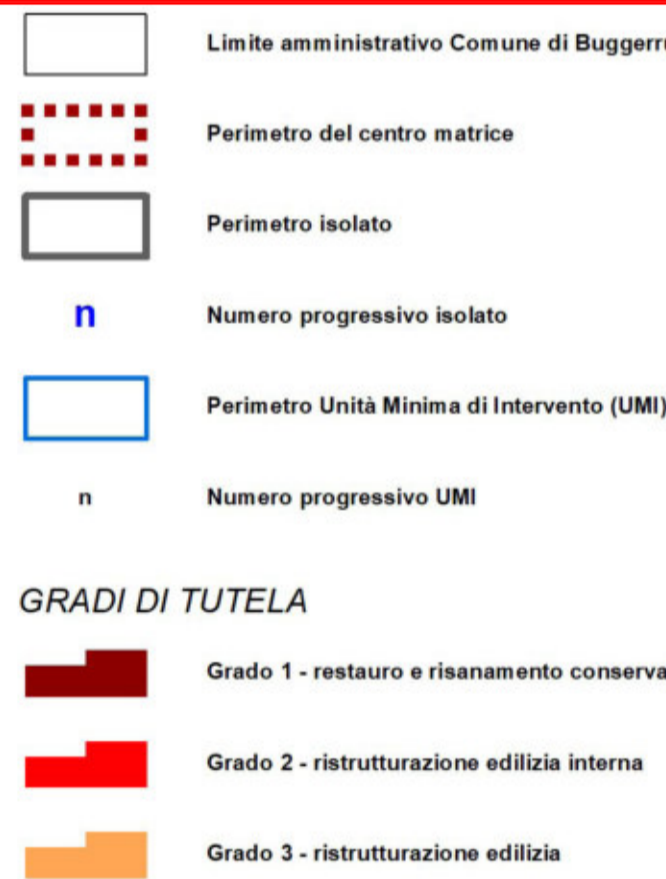 Limite amministrativo Comune di Buggerru
Perimetro del centro matrice
Perimetro isolato
n
Numero progressivo isolato
Perimetro Unità Minima di Intervento (UMI)
n
Numero progressivo UMI
GRADI DI TUTELA
Grado 1 - restauro e risanamento conserva
Grado 2 - ristrutturazione edilizia interna
Grado 3 - ristrutturazione edilizia